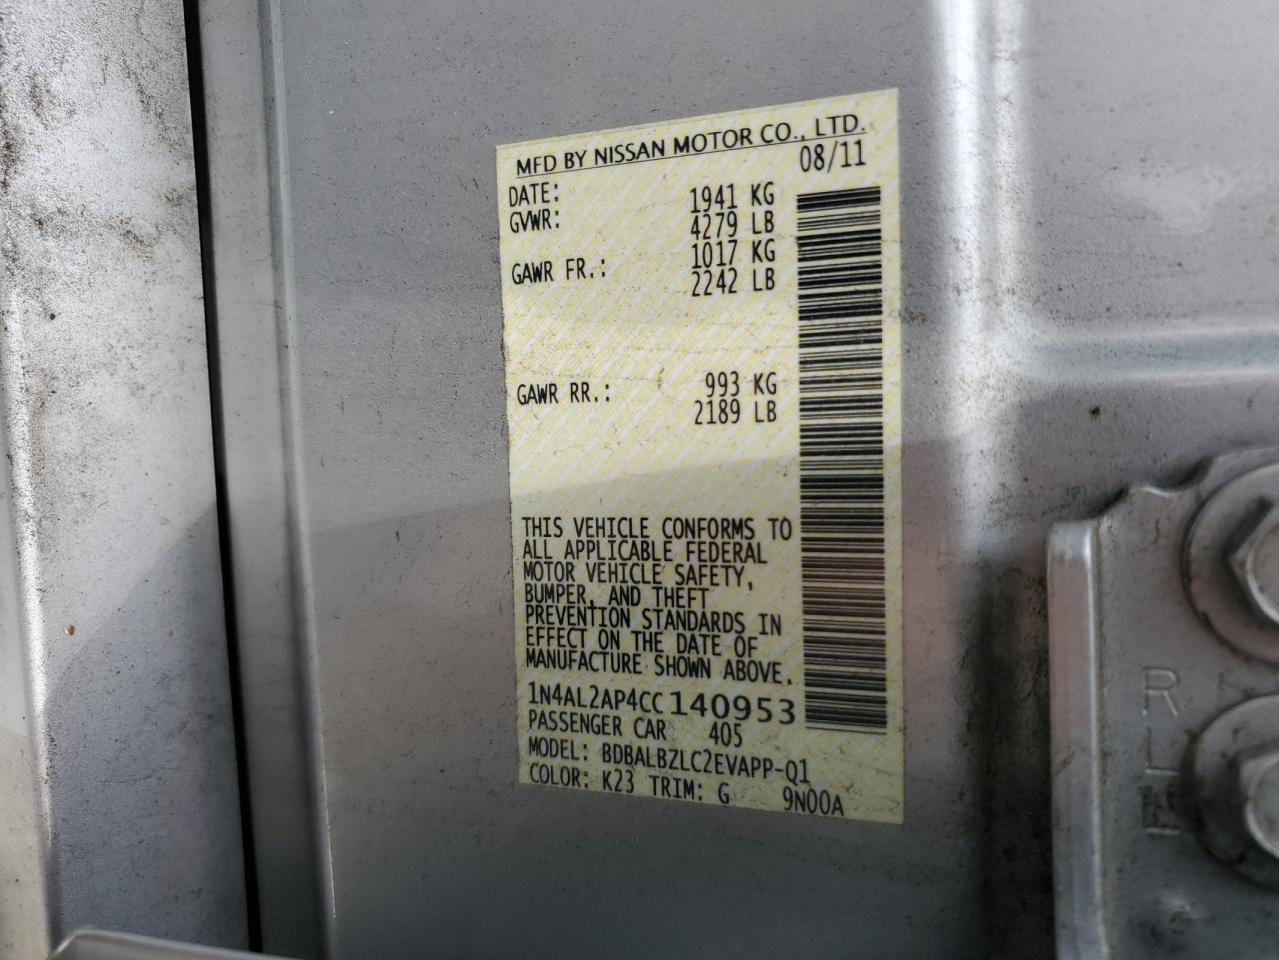 MFD BY NISSAN MOTOR CO., LTD.
DATE: 08/11
GVWR: 1941 KG
4279 LB
GAWR FR.: 1017 KG
2242 LB
GAWR RR.: 993 KG
2189 LB
THIS VEHICLE CONFORMS TO
ALL APPLICABLE FEDERAL
MOTOR VEHICLE SAFETY,
BUMPER, AND THEFT
PREVENTION STANDARDS IN
EFFECT ON THE DATE OF
MANUFACTURE SHOWN ABOVE.
1N4AL2AP4CC140953
PASSENGER CAR 405
MODEL: BDBALBZLC2EVAPP-Q1
COLOR: K23 TRIM: G 9N00A
R
L